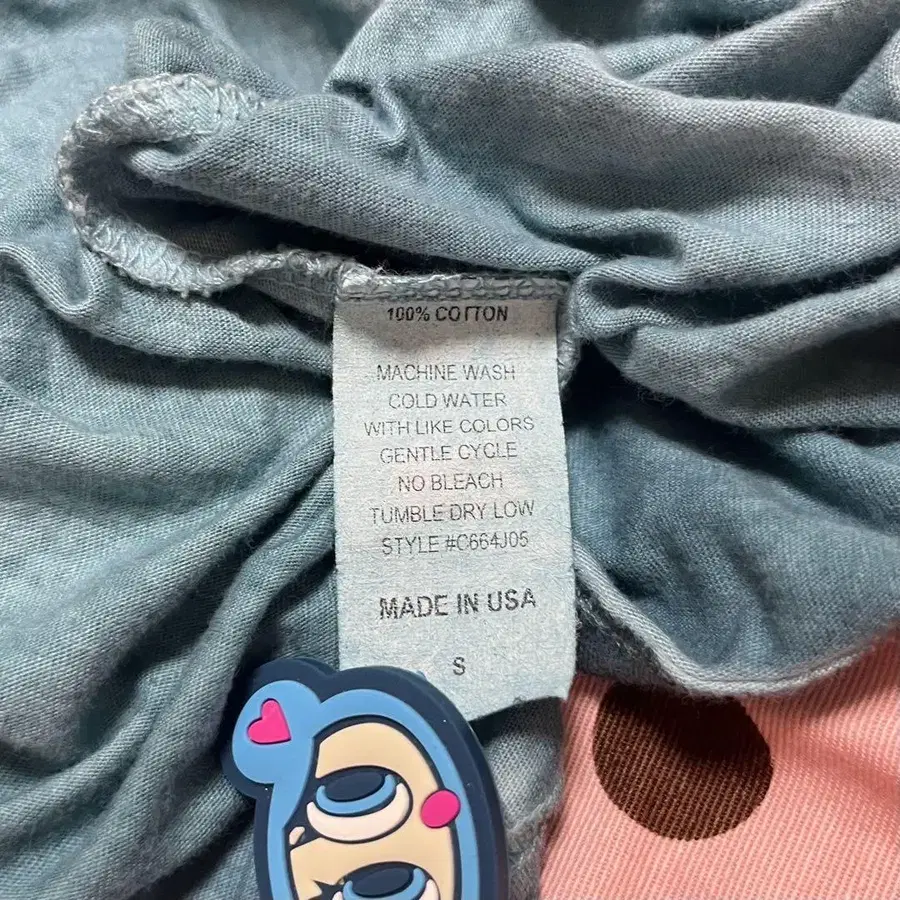 100% COTTON
MACHINE WASH
COLD WATER
WITH LIKE COLORS
GENTLE CYCLE
NO BLEACH
TUMBLE DRY LOW
STYLE #C664J05
MADE IN USA
S